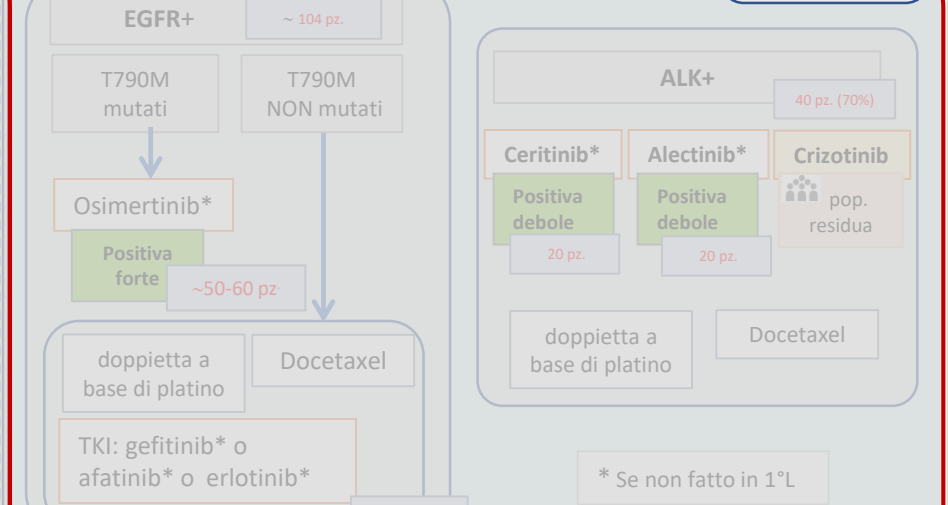 EGFR+
~ 104 pz.
T790M
mutati
T790M
NON mutati
Osimertinib*
Positiva
forte
~50-60 pz.
doppietta a
base di platino
Docetaxel
TKI: gefitinib* o
afatinib* o erlotinib*
ALK+
40 pz. (70%)
Ceritinib*
Positiva
debole
20 pz.
Alectinib*
Positiva
debole
20 pz.
Crizotinib
pop.
residua
doppietta a
base di platino
Docetaxel
* Se non fatto in 1°L